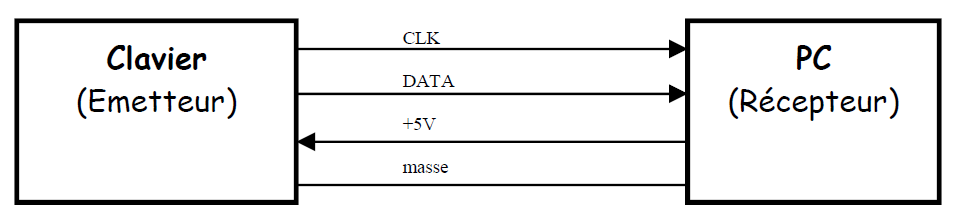 Clavier
(Emetteur)
CLK
DATA
+5V
masse
PC
(Récepteur)